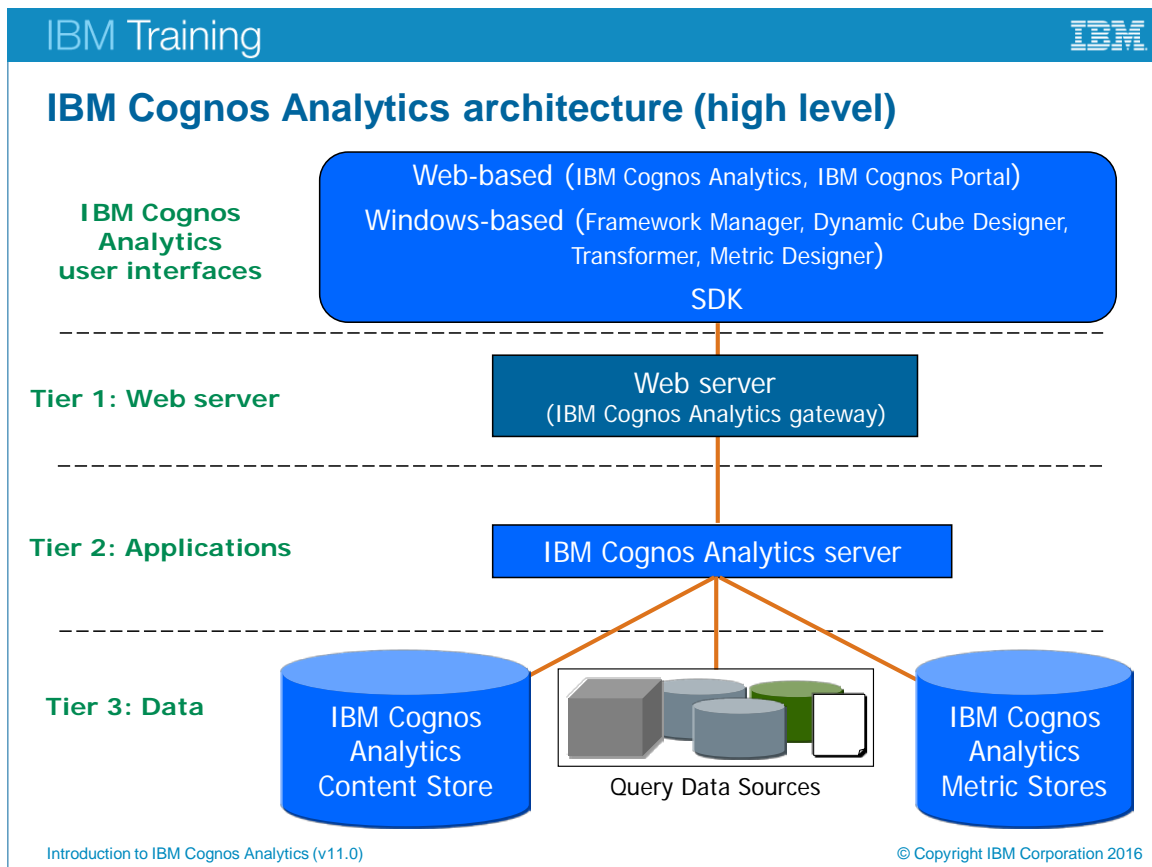 IBM Training
IBM
IBM Cognos Analytics architecture (high level)
IBM Cognos
Analytics
user interfaces
Web-based (IBM Cognos Analytics, IBM Cognos Portal)
Windows-based (Framework Manager, Dynamic Cube Designer,
Transformer, Metric Designer)
SDK
Tier 1: Web server
Web server
(IBM Cognos Analytics gateway)
Tier 2: Applications
IBM Cognos Analytics server
Tier 3: Data
IBM Cognos
Analytics
Content Store
Query Data Sources
IBM Cognos
Analytics
Metric Stores
Introduction to IBM Cognos Analytics (v11.0)
© Copyright IBM Corporation 2016